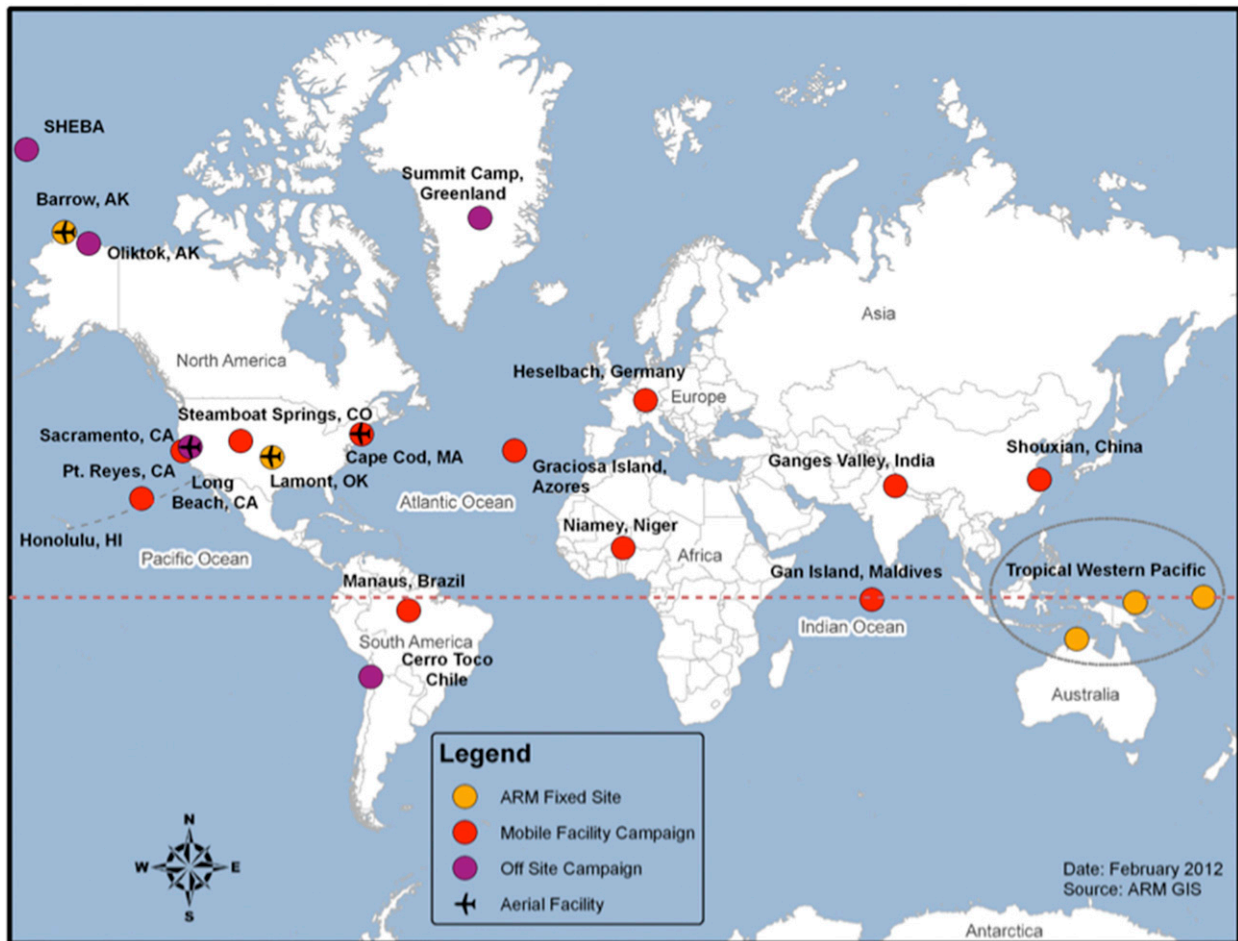 SHEBA
Barrow, AK
Oliktok, AK
Summit Camp,
Greenland
Asia
North America
Heselbach, Germany
Europe
Steamboat Springs, CO
Sacramento, CA
Pt. Reyes, CA
Long
Beach, CA
Lamont, OK
Cape Cod, MA
Graciosa Island,
Azores
Atlantic Ocean
Ganges Valley, India
Shouxian, China
Honolulu, HI
Pacific Ocean
Niamey, Niger
Africa
Manaus, Brazil
Gan Island, Maldives
Tropical Western Pacific
Indian Ocean
South America
Cerro Toco
Chile
Australia
Legend
ARM Fixed Site
Mobile Facility Campaign
Off Site Campaign
Aerial Facility
N
W
E
S
Date: February 2012
Source: ARM GIS
Antarctica